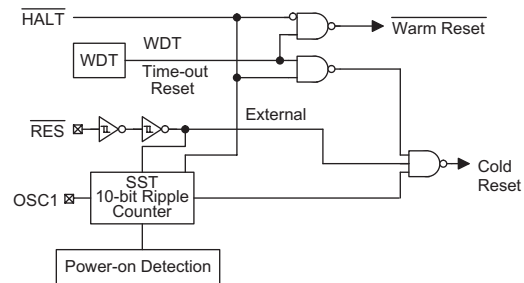 HALT
WDT
WDT
Time-out
Reset
Warm Reset
RES
External
Cold
Reset
OSC1
SST
10-bit Ripple
Counter
Power-on Detection